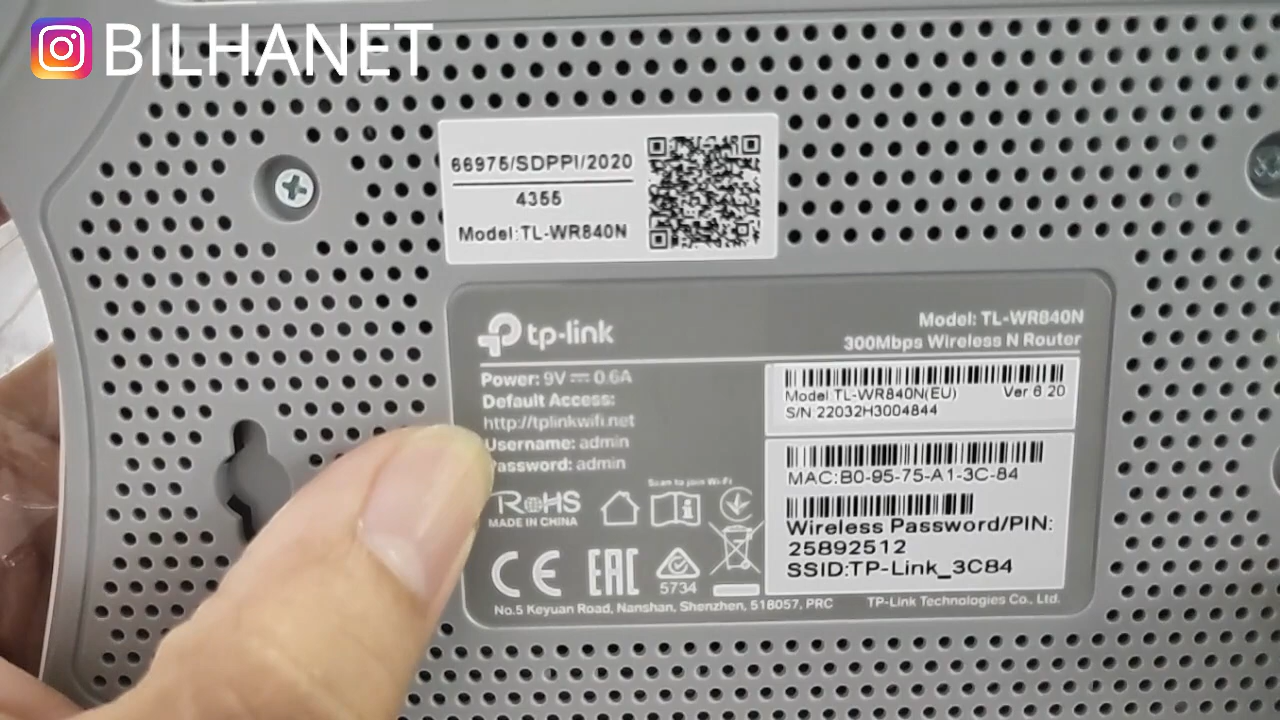 BILHANET
66975/SDPPI/2020
4355
Model:TL-WR840N
tp-link
Model: TL-WR840N
300Mbps Wireless N Router
Power: 9V 0.6A
Default Access:
http://tplinkwifi.net
Username: admin
Password: admin
Model TL-WR840N(EU) Ver 6 20
S/N 22032H3004844
MAC:B0-95-75-A1-3C-84
Wireless Password/PIN:
25892512
SSID:TP-Link_3C84
Scan to join Wi-Fi
RoHS
MADE IN CHINA
CE EAC
5734
No.5 Keyuan Road, Nanshan, Shenzhen, 518057, PRC TP-Link Technologies Co., Ltd.